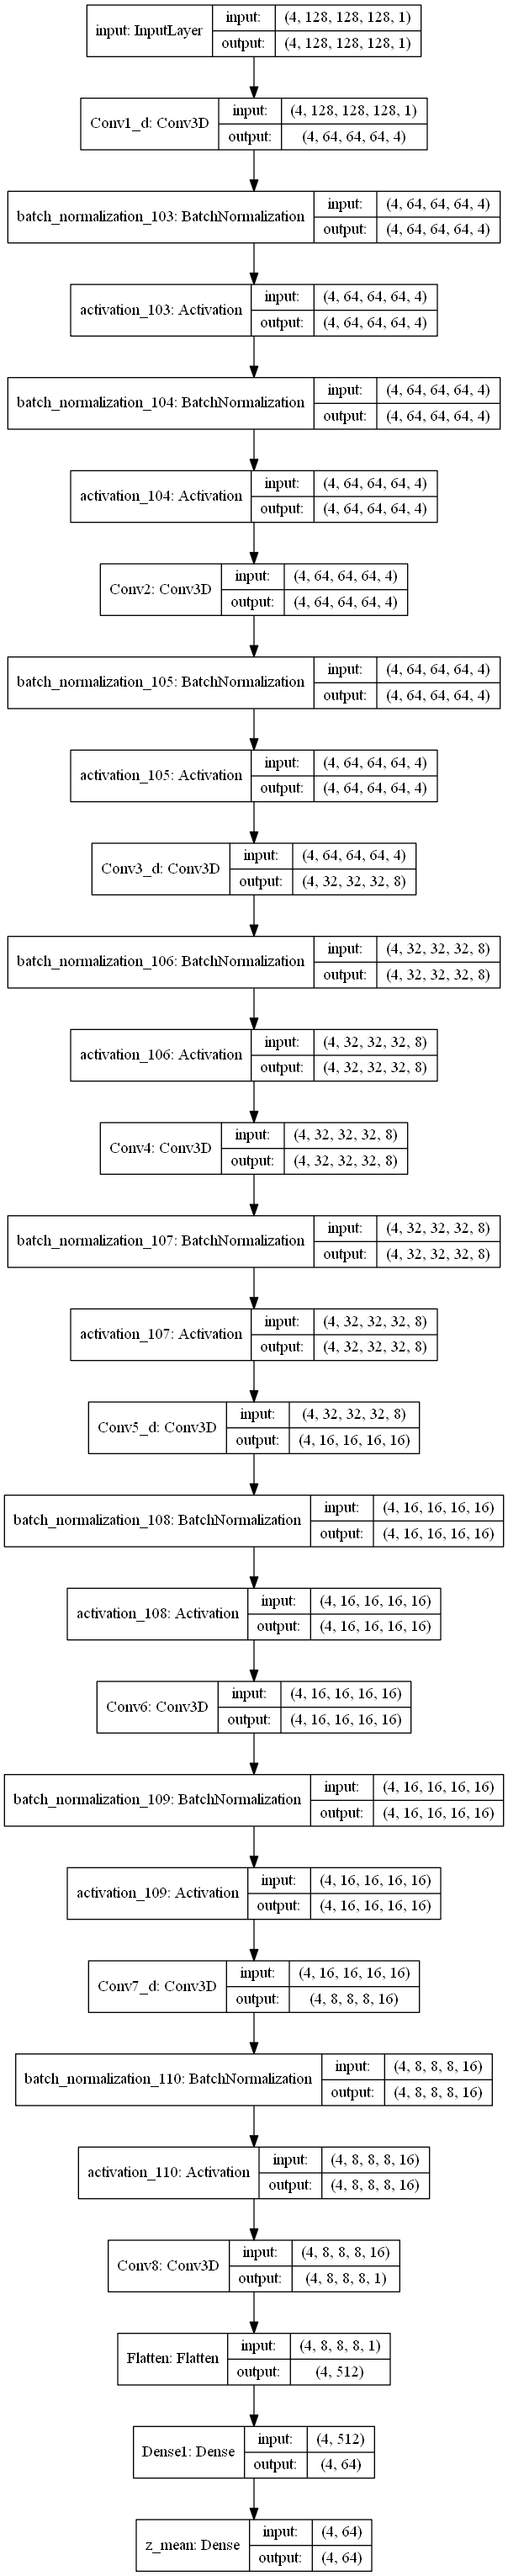 input: InputLayer
input: (4, 128, 128, 128, 1)
output: (4, 128, 128, 128, 1)
Conv1_d: Conv3D
input: (4, 128, 128, 128, 1)
output: (4, 64, 64, 64, 4)
batch_normalization_103: BatchNormalization
input: (4, 64, 64, 64, 4)
output: (4, 64, 64, 64, 4)
activation_103: Activation
input: (4, 64, 64, 64, 4)
output: (4, 64, 64, 64, 4)
batch_normalization_104: BatchNormalization
input: (4, 64, 64, 64, 4)
output: (4, 64, 64, 64, 4)
activation_104: Activation
input: (4, 64, 64, 64, 4)
output: (4, 64, 64, 64, 4)
Conv2: Conv3D
input: (4, 64, 64, 64, 4)
output: (4, 64, 64, 64, 4)
batch_normalization_105: BatchNormalization
input: (4, 64, 64, 64, 4)
output: (4, 64, 64, 64, 4)
activation_105: Activation
input: (4, 64, 64, 64, 4)
output: (4, 64, 64, 64, 4)
Conv3_d: Conv3D
input: (4, 64, 64, 64, 4)
output: (4, 32, 32, 32, 8)
batch_normalization_106: BatchNormalization
input: (4, 32, 32, 32, 8)
output: (4, 32, 32, 32, 8)
activation_106: Activation
input: (4, 32, 32, 32, 8)
output: (4, 32, 32, 32, 8)
Conv4: Conv3D
input: (4, 32, 32, 32, 8)
output: (4, 32, 32, 32, 8)
batch_normalization_107: BatchNormalization
input: (4, 32, 32, 32, 8)
output: (4, 32, 32, 32, 8)
activation_107: Activation
input: (4, 32, 32, 32, 8)
output: (4, 32, 32, 32, 8)
Conv5_d: Conv3D
input: (4, 32, 32, 32, 8)
output: (4, 16, 16, 16, 16)
batch_normalization_108: BatchNormalization
input: (4, 16, 16, 16, 16)
output: (4, 16, 16, 16, 16)
activation_108: Activation
input: (4, 16, 16, 16, 16)
output: (4, 16, 16, 16, 16)
Conv6: Conv3D
input: (4, 16, 16, 16, 16)
output: (4, 16, 16, 16, 16)
batch_normalization_109: BatchNormalization
input: (4, 16, 16, 16, 16)
output: (4, 16, 16, 16, 16)
activation_109: Activation
input: (4, 16, 16, 16, 16)
output: (4, 16, 16, 16, 16)
Conv7_d: Conv3D
input: (4, 16, 16, 16, 16)
output: (4, 8, 8, 8, 16)
batch_normalization_110: BatchNormalization
input: (4, 8, 8, 8, 16)
output: (4, 8, 8, 8, 16)
activation_110: Activation
input: (4, 8, 8, 8, 16)
output: (4, 8, 8, 8, 16)
Conv8: Conv3D
input: (4, 8, 8, 8, 16)
output: (4, 8, 8, 8, 1)
Flatten: Flatten
input: (4, 8, 8, 8, 1)
output: (4, 512)
Dense1: Dense
input: (4, 512)
output: (4, 64)
z_mean: Dense
input: (4, 64)
output: (4, 64)